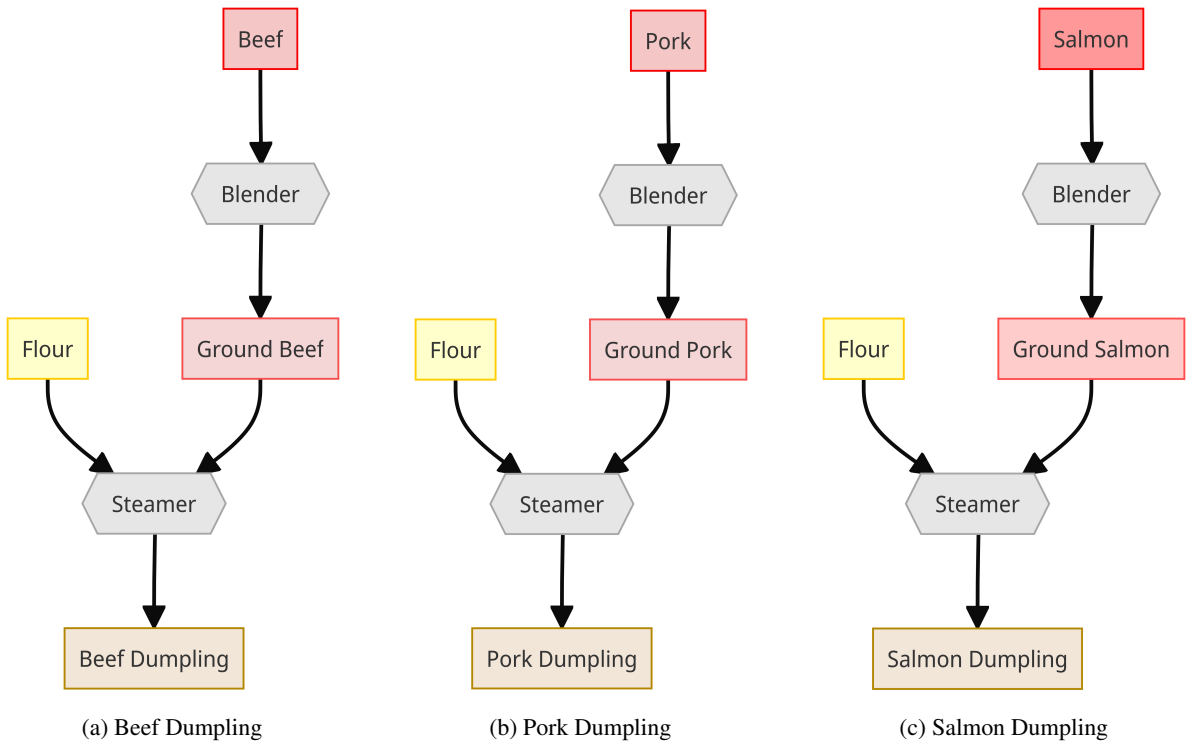 Beef
Blender
Flour
Ground Beef
Steamer
Beef Dumpling
(a) Beef Dumpling
Pork
Blender
Flour
Ground Pork
Steamer
Pork Dumpling
(b) Pork Dumpling
Salmon
Blender
Flour
Ground Salmon
Steamer
Salmon Dumpling
(c) Salmon Dumpling